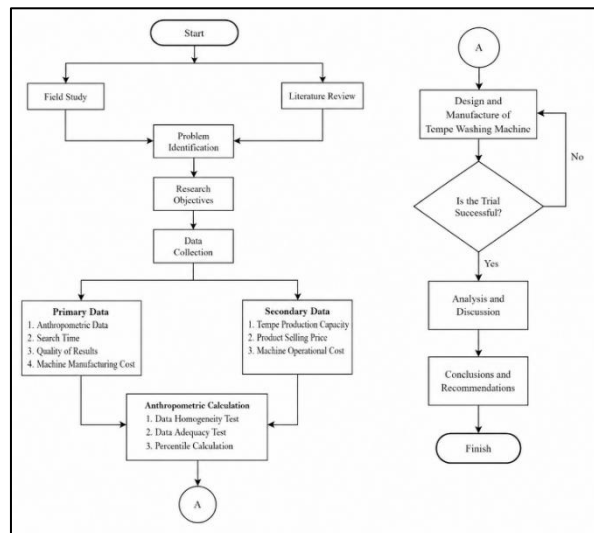 Start
Field Study
Literature Review
Problem
Identification
Research
Objectives
Data
Collection
Primary Data
1. Anthropometric Data
2. Search Time
3. Quality of Results
4. Machine Manufacturing Cost
Secondary Data
1. Tempe Production Capacity
2. Product Selling Price
3. Machine Operational Cost
Anthropometric Calculation
1. Data Homogeneity Test
2. Data Adequacy Test
3. Percentile Calculation
A
A
Design and
Manufacture of
Tempe Washing Machine
No
Is the Trial
Successful?
Yes
Analysis and
Discussion
Conclusions and
Recommendations
Finish